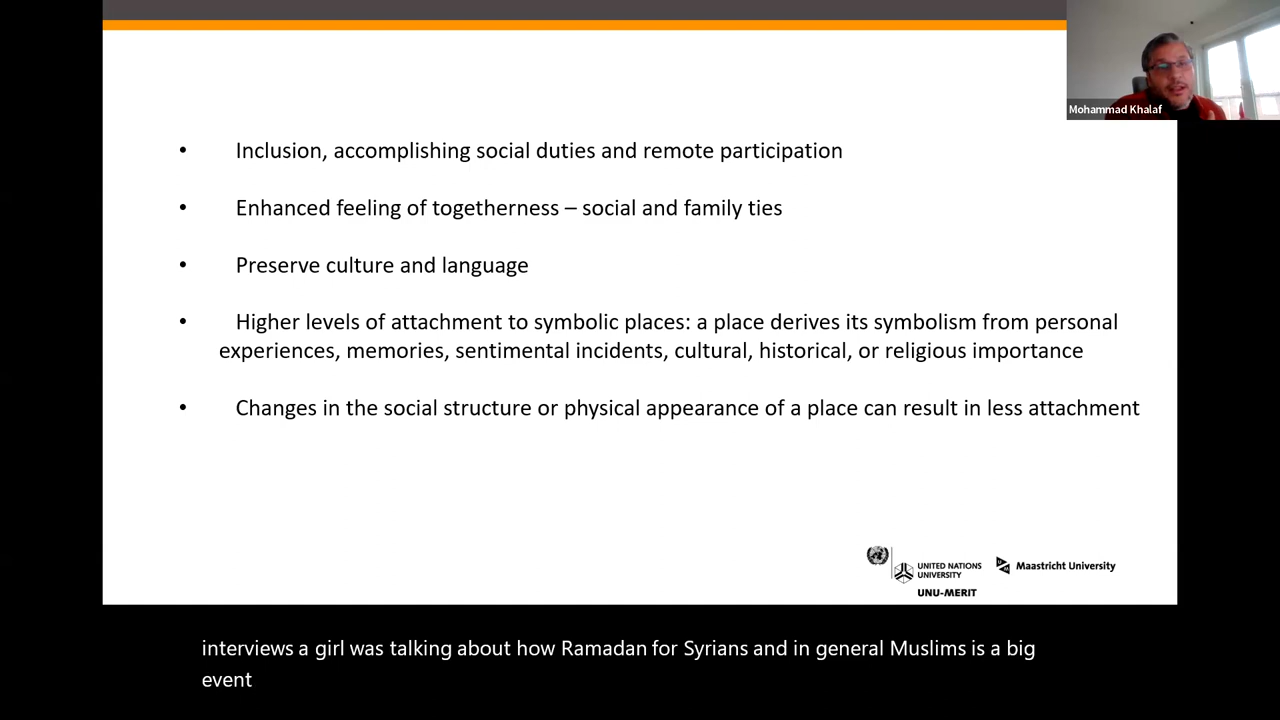 Mohammad Khalaf
• Inclusion, accomplishing social duties and remote participation
• Enhanced feeling of togetherness – social and family ties
• Preserve culture and language
• Higher levels of attachment to symbolic places: a place derives its symbolism from personal
experiences, memories, sentimental incidents, cultural, historical, or religious importance
• Changes in the social structure or physical appearance of a place can result in less attachment
UNITED NATIONS
UNIVERSITY
UNU-MERIT
Maastricht University
interviews a girl was talking about how Ramadan for Syrians and in general Muslims is a big
event